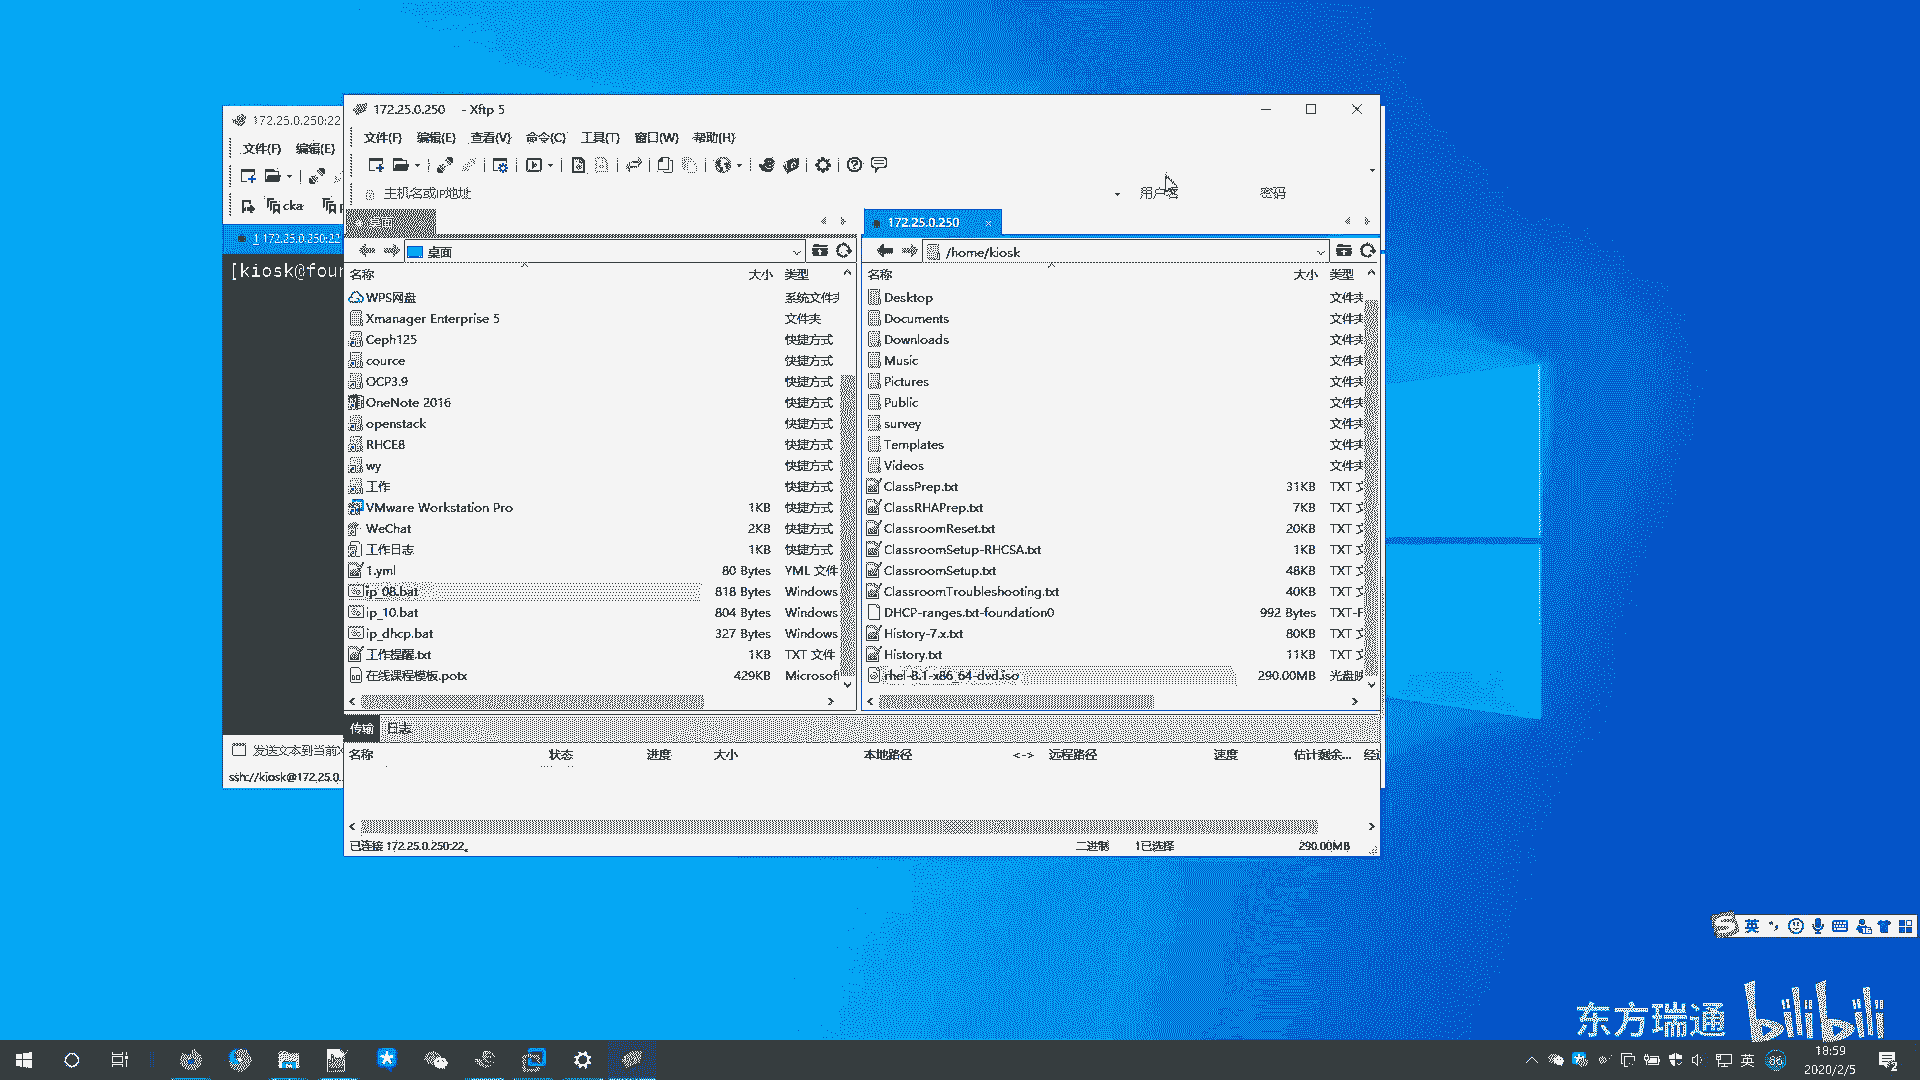 172.25.0.250 - Xftp 5
172.25.0.250:22
文件(F) 编辑(E) 查看(V) 命令(C) 工具(T) 窗口(W) 帮助(H)
文件(F) 编辑(E)
主机名或IP地址 用户名 密码
cka
桌面 172.25.0.250
1 172.25.0.250:22
桌面 /home/kiosk
[kiosk@four
名称 大小 类型
WPS网盘 系统文件夹
Xmanager Enterprise 5 文件夹
Ceph125 快捷方式
cource 快捷方式
OCP3.9 快捷方式
OneNote 2016 快捷方式
openstack 快捷方式
RHCE8 快捷方式
wy 快捷方式
工作 快捷方式
VMware Workstation Pro 1KB 快捷方式
WeChat 2KB 快捷方式
工作日志 1KB 快捷方式
1.yml 80 Bytes YML 文件
ip_08.bat 818 Bytes Windows
ip_10.bat 804 Bytes Windows
ip_dhcp.bat 327 Bytes Windows
工作提醒.txt 1KB TXT 文件
在线课程模板.potx 429KB Microsoft
名称 大小 类型
Desktop 文件夹
Documents 文件夹
Downloads 文件夹
Music 文件夹
Pictures 文件夹
Public 文件夹
survey 文件夹
Templates 文件夹
Videos 文件夹
ClassPrep.txt 31KB TXT 文
ClassRHAPrep.txt 7KB TXT 文
ClassroomReset.txt 20KB TXT 文
ClassroomSetup-RHCSA.txt 1KB TXT 文
ClassroomSetup.txt 48KB TXT 文
ClassroomTroubleshooting.txt 40KB TXT 文
DHCP-ranges.txt-foundation0 992 Bytes TXT-F
History-7.x.txt 80KB TXT 文
History.txt 11KB TXT 文
rhel-8.1-x86_64-dvd.iso 290.00MB 光盘映
传输 日志
名称 状态 进度 大小 本地路径 <-> 远程路径 速度 估计剩余... 经过
发送文本到当前X
ssh://kiosk@172.25.0.
已连接 172.25.0.250:22。 二进制 1已选择 290.00MB
英
东方瑞通 bilibili
英 66 18:59
2020/2/5
2